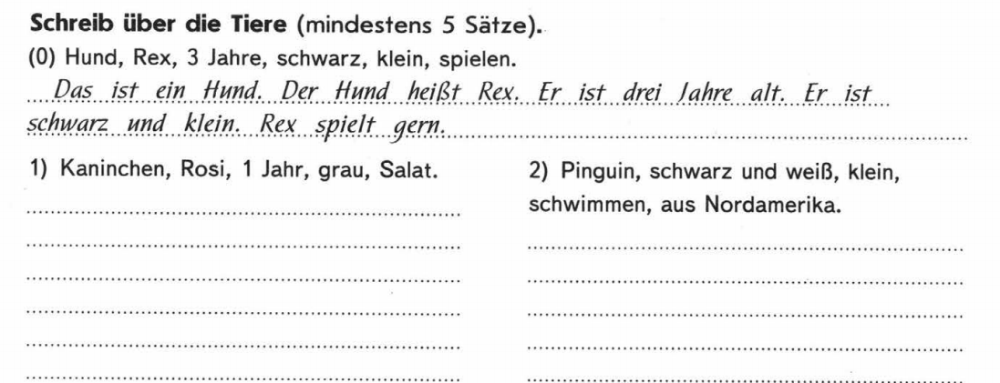 Schreib über die Tiere (mindestens 5 Sätze).
(0) Hund, Rex, 3 Jahre, schwarz, klein, spielen.
Das ist ein Hund. Der Hund heißt Rex. Er ist drei Jahre alt. Er ist
schwarz und klein. Rex spielt gern.
1) Kaninchen, Rosi, 1 Jahr, grau, Salat.
2) Pinguin, schwarz und weiß, klein,
schwimmen, aus Nordamerika.